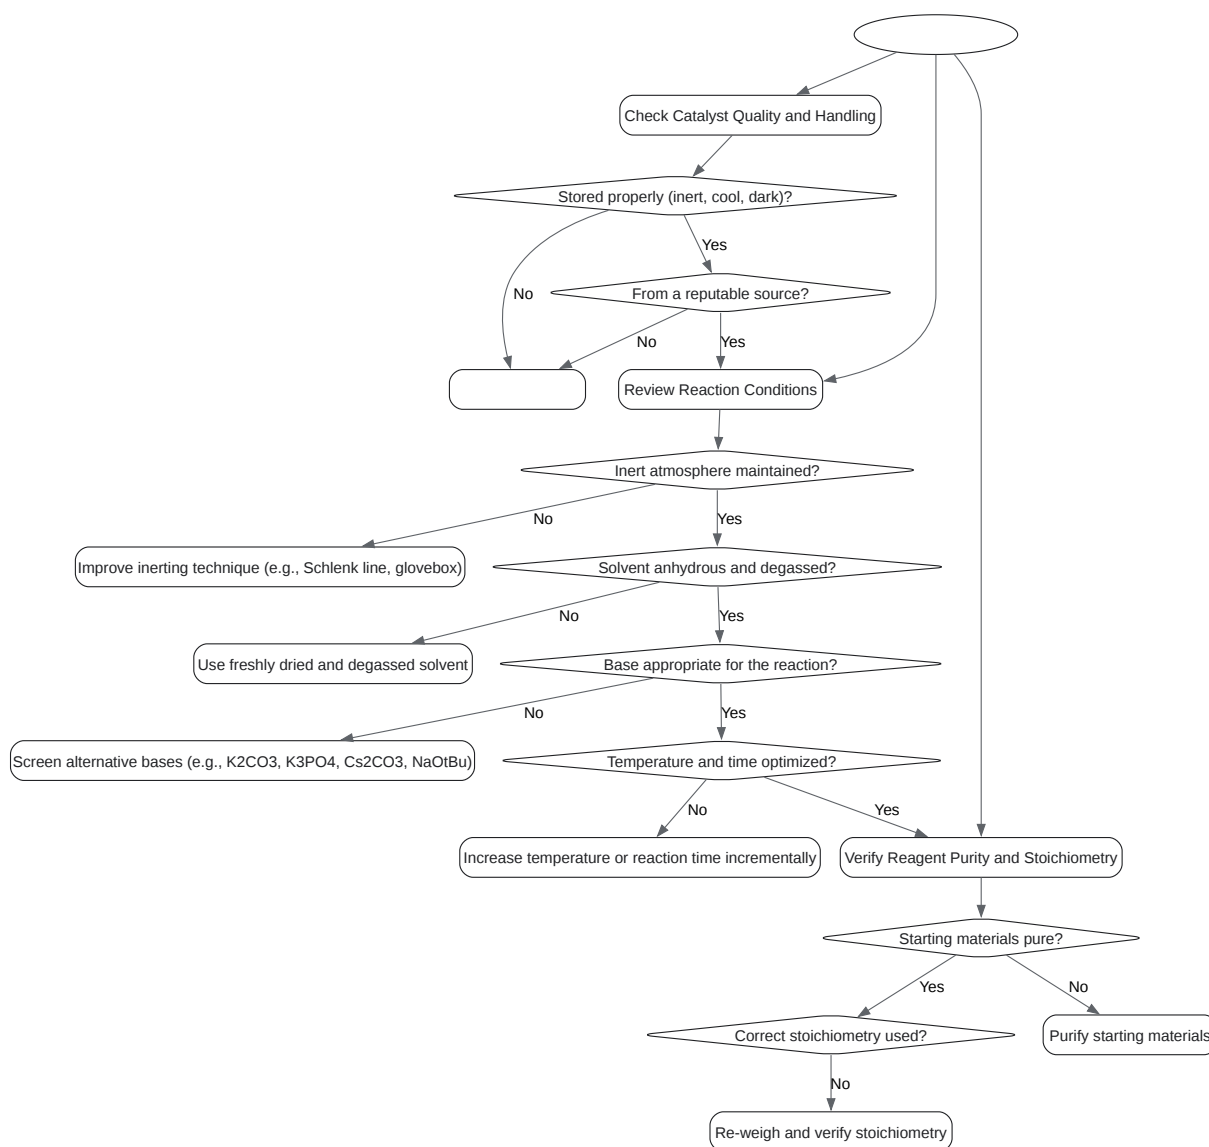 Check Catalyst Quality and Handling
Stored properly (inert, cool, dark)?
Yes
No
From a reputable source?
No
Yes
Review Reaction Conditions
Inert atmosphere maintained?
No
Yes
Improve inerting technique (e.g., Schlenk line, glovebox)
Solvent anhydrous and degassed?
No
Yes
Use freshly dried and degassed solvent
Base appropriate for the reaction?
No
Yes
Screen alternative bases (e.g., K2CO3, K3PO4, Cs2CO3, NaOtBu)
Temperature and time optimized?
No
Yes
Increase temperature or reaction time incrementally
Verify Reagent Purity and Stoichiometry
Starting materials pure?
Yes
No
Correct stoichiometry used?
Purify starting materials
No
Re-weigh and verify stoichiometry